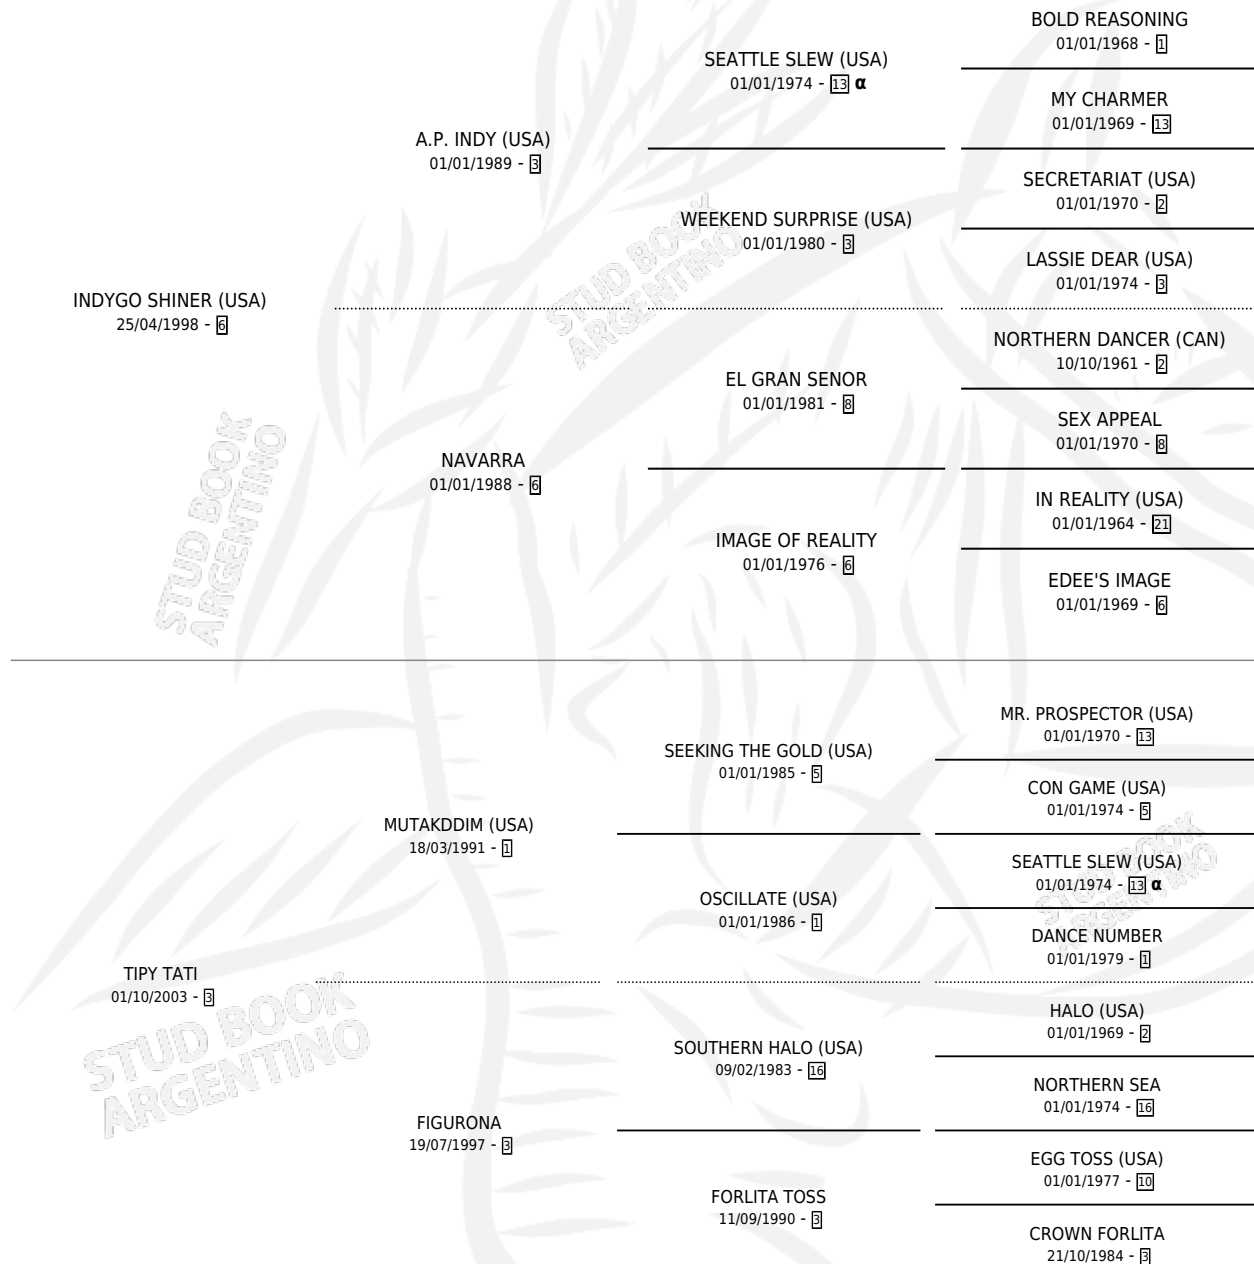 BOLD REASONING
01/01/1968 - 1
SEATTLE SLEW (USA)
01/01/1974 - 13 α
MY CHARMER
01/01/1969 - 13
A.P. INDY (USA)
01/01/1989 - 3
SECRETARIAT (USA)
01/01/1970 - 2
WEEKEND SURPRISE (USA)
01/01/1980 - 3
LASSIE DEAR (USA)
01/01/1974 - 3
INDYGO SHINER (USA)
25/04/1998 - 6
NORTHERN DANCER (CAN)
10/10/1961 - 2
EL GRAN SENOR
01/01/1981 - 8
SEX APPEAL
01/01/1970 - 8
NAVARRA
01/01/1988 - 6
IN REALITY (USA)
01/01/1964 - 21
IMAGE OF REALITY
01/01/1976 - 6
EDEE'S IMAGE
01/01/1969 - 6
MR. PROSPECTOR (USA)
01/01/1970 - 13
SEEKING THE GOLD (USA)
01/01/1985 - 5
CON GAME (USA)
01/01/1974 - 5
MUTAKDDIM (USA)
18/03/1991 - 1
SEATTLE SLEW (USA)
01/01/1974 - 13 α
OSCILLATE (USA)
01/01/1986 - 1
DANCE NUMBER
01/01/1979 - 1
TIPY TATI
01/10/2003 - 3
HALO (USA)
01/01/1969 - 2
SOUTHERN HALO (USA)
09/02/1983 - 16
NORTHERN SEA
01/01/1974 - 16
FIGURONA
19/07/1997 - 3
EGG TOSS (USA)
01/01/1977 - 10
FORLITA TOSS
11/09/1990 - 3
CROWN FORLITA
21/10/1984 - 3
STUD BOOK
ARGENTINO
STUD BOOK
ARGENTINO
STUD BOOK
ARGENTINO
STUD BOOK
ARGENTINO